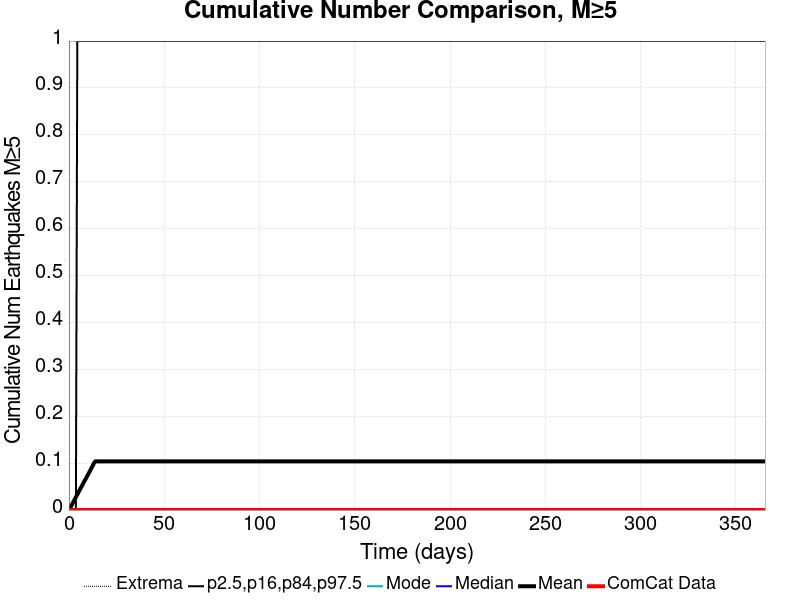 Cumulative Number Comparison, M≥5
Cumulative Num Earthquakes M≥5
1
0.9
0.8
0.7
0.6
0.5
0.4
0.3
0.2
0.1
0
0 50 100 150 200 250 300 350
Time (days)
Extrema p2.5,p16,p84,p97.5 Mode Median Mean ComCat Data